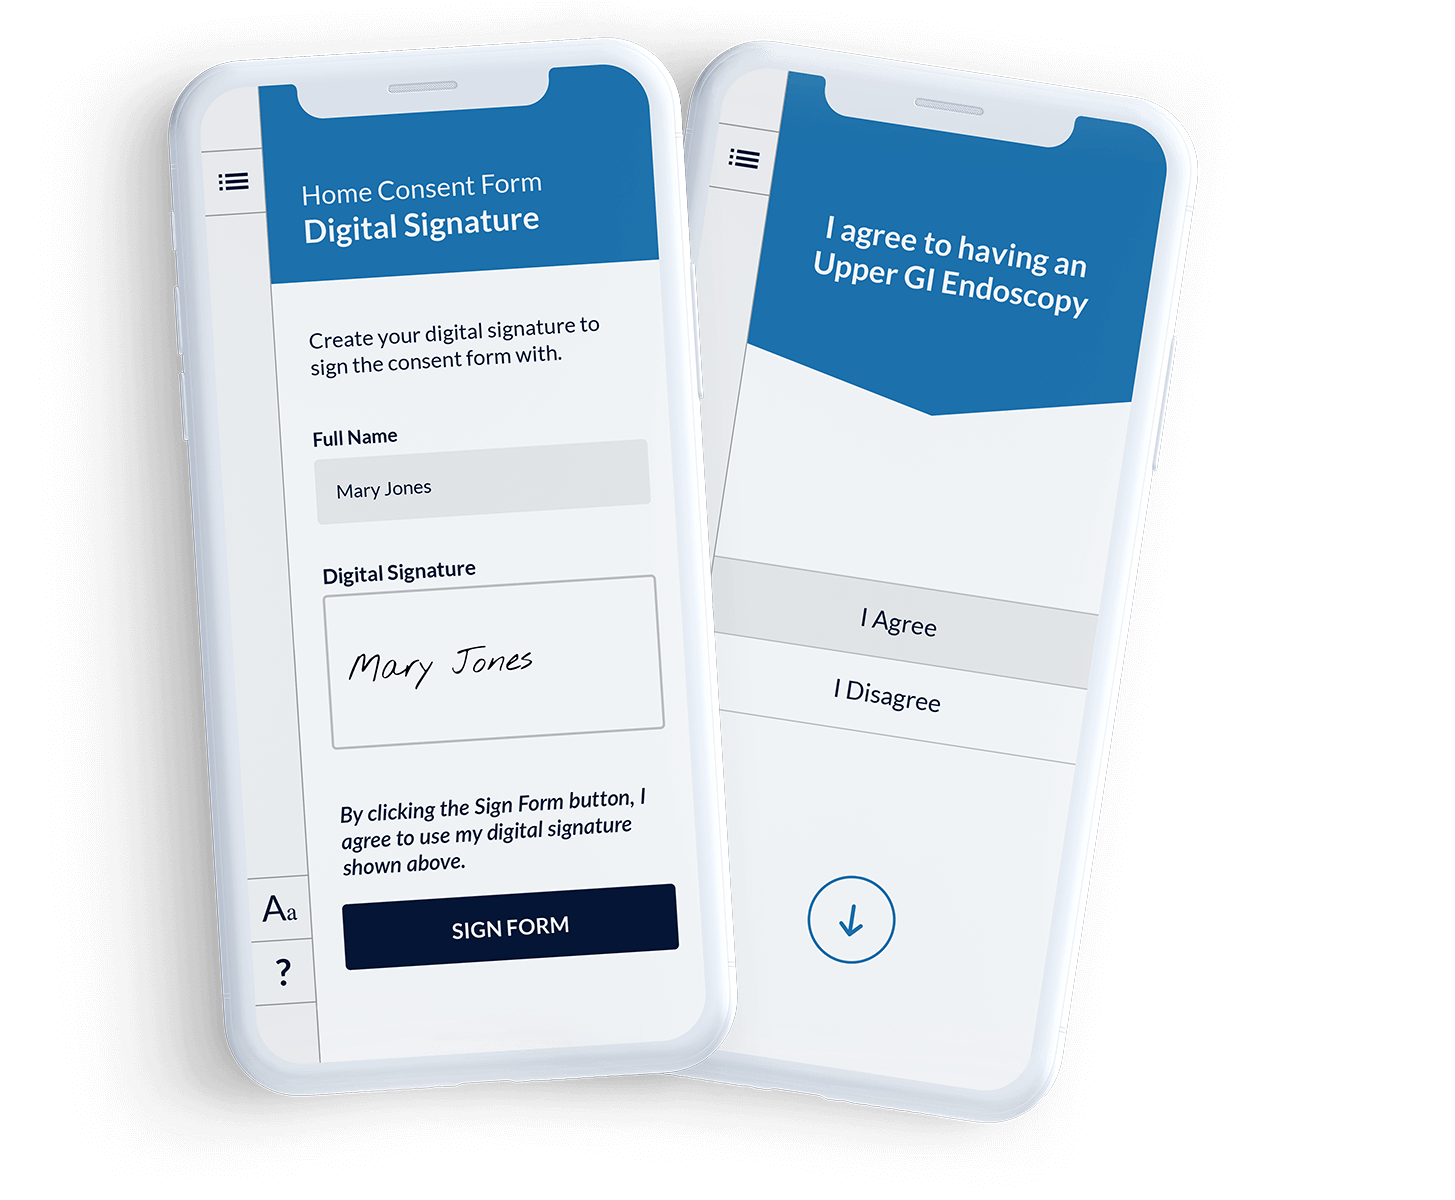 Home Consent Form
Digital Signature
Create your digital signature to
sign the consent form with.
Full Name
Mary Jones
Digital Signature
Mary Jones
By clicking the Sign Form button, I
agree to use my digital signature
shown above.
SIGN FORM
Aa
?
I agree to having an
Upper GI Endoscopy
I Agree
I Disagree